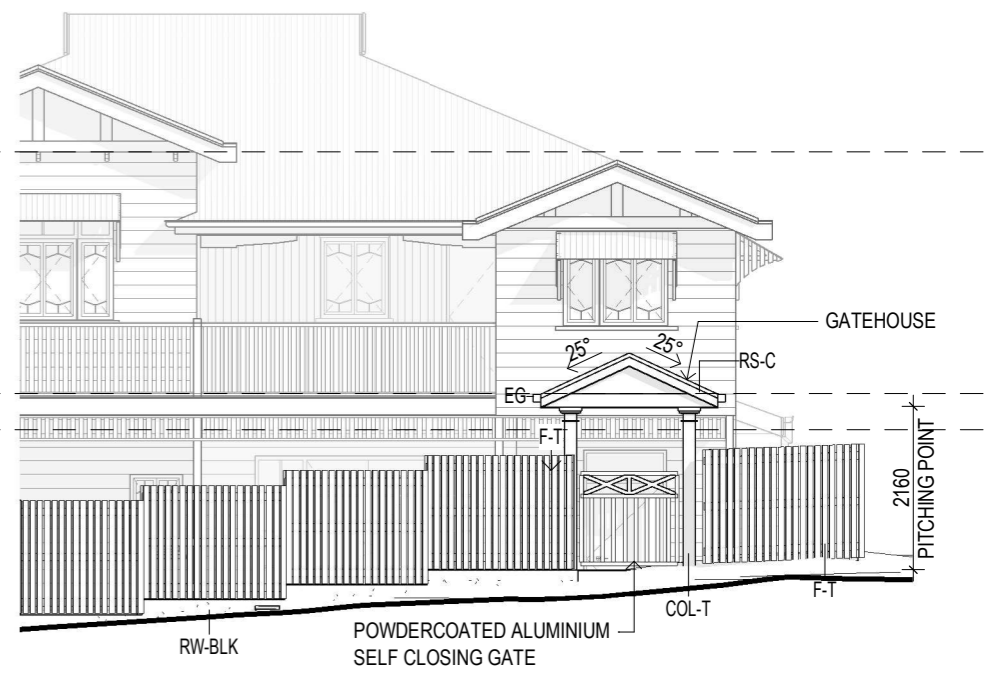 GATEHOUSE
25°
25°
RS-C
EG
F-T
2160
PITCHING POINT
F-T
COL-T
POWDERCOATED ALUMINIUM
SELF CLOSING GATE
RW-BLK